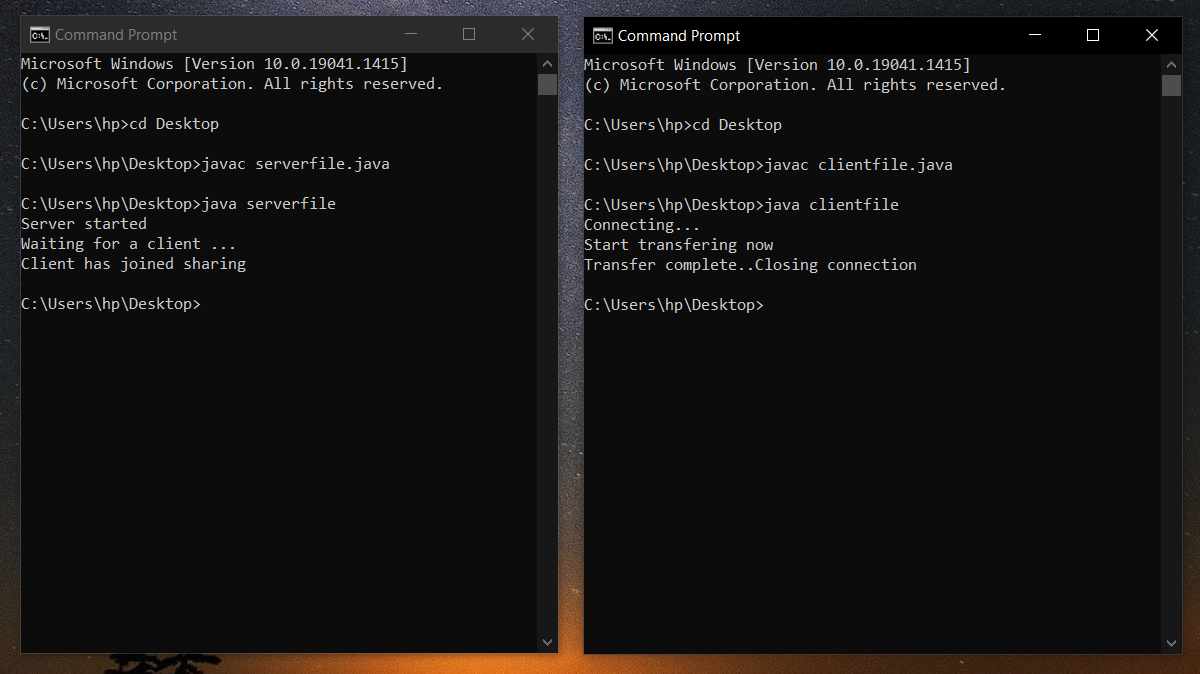 Command Prompt
Microsoft Windows [Version 10.0.19041.1415]
(c) Microsoft Corporation. All rights reserved.
C:\Users\hp>cd Desktop
C:\Users\hp\Desktop>javac serverfile.java
C:\Users\hp\Desktop>java serverfile
Server started
Waiting for a client ...
Client has joined sharing
C:\Users\hp\Desktop>
Command Prompt
Microsoft Windows [Version 10.0.19041.1415]
(c) Microsoft Corporation. All rights reserved.
C:\Users\hp>cd Desktop
C:\Users\hp\Desktop>javac clientfile.java
C:\Users\hp\Desktop>java clientfile
Connecting...
Start transfering now
Transfer complete..Closing connection
C:\Users\hp\Desktop>